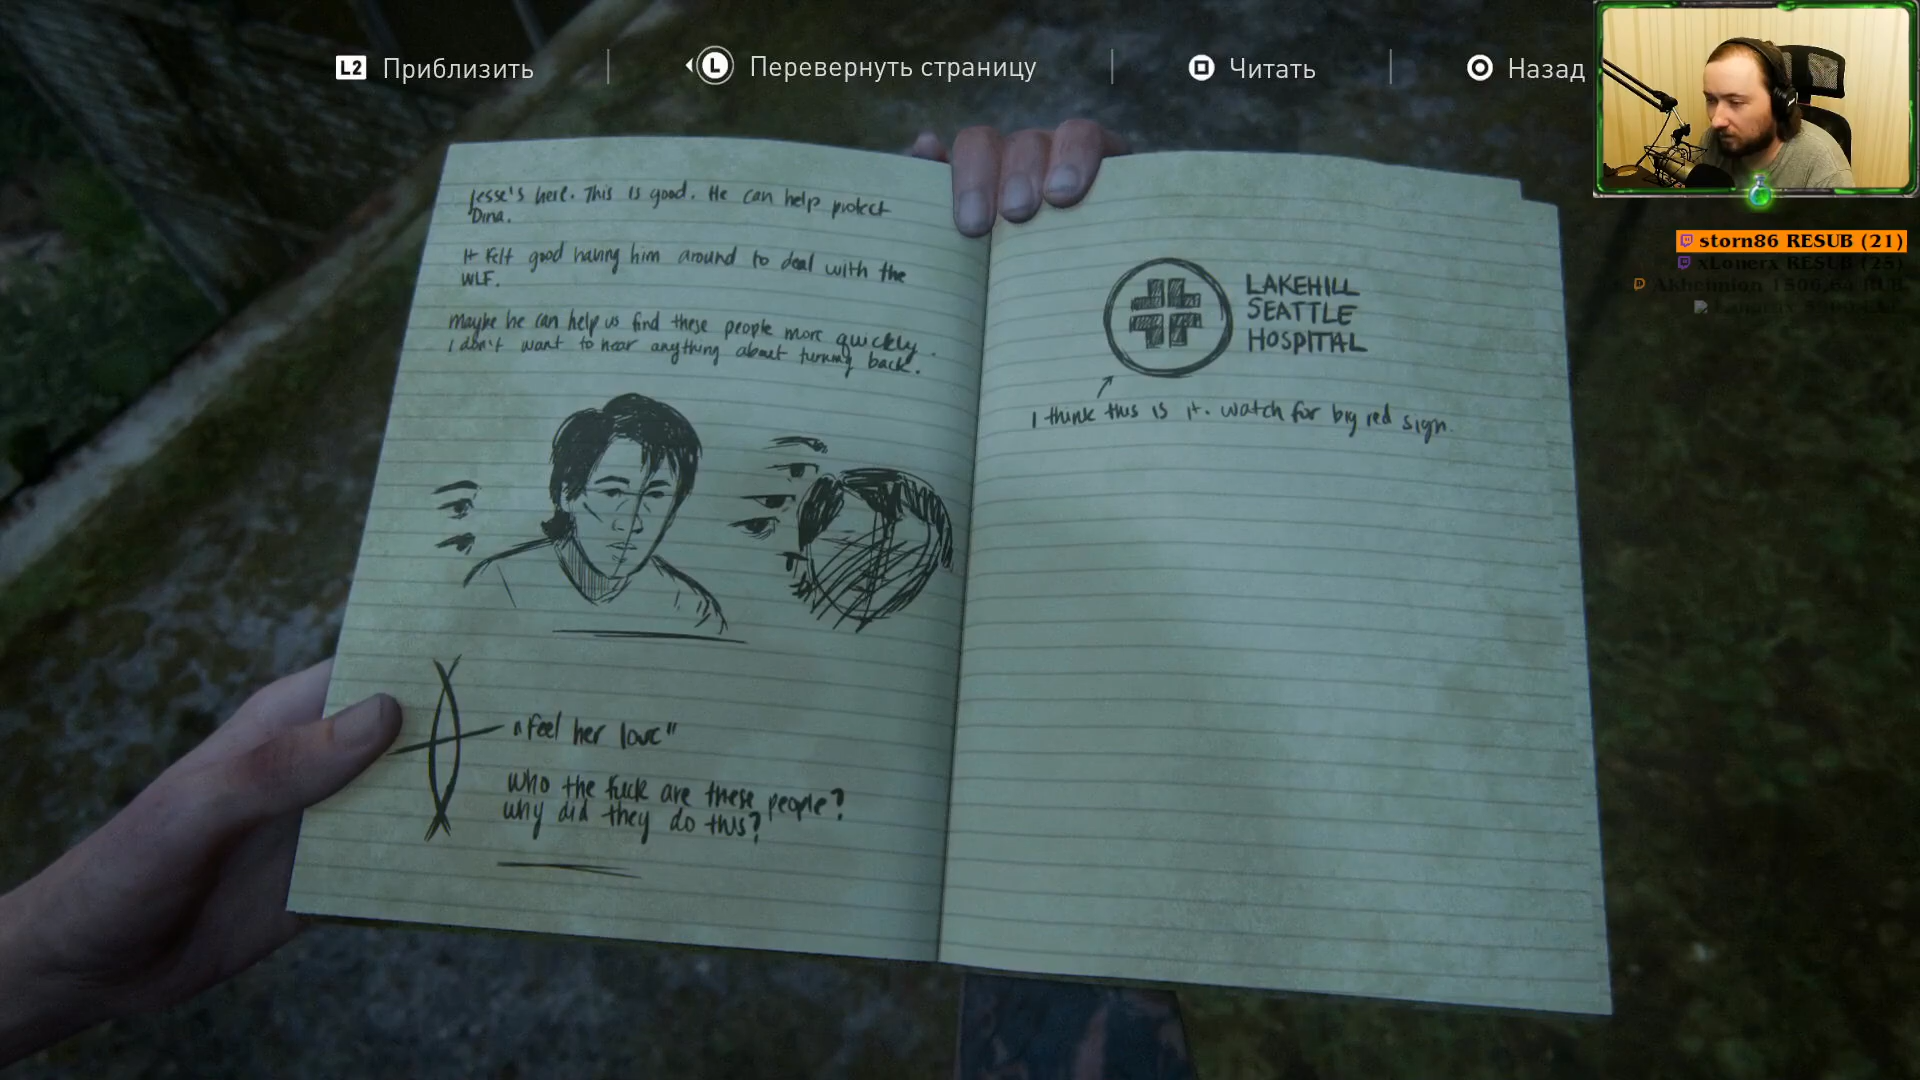 L2 Приблизить
L Перевернуть страницу
Читать
Назад
storn86 RESUB (21)
xLonerx RESUB (25)
Jesse's here. This is good. He can help protect
Dina.
It felt good having him around to deal with the
WLF.
Maybe he can help us find these people more quickly.
I don't want to hear anything about turning back.
"Feel her love"
Who the fuck are these people?
why did they do this?
LAKEHILL
SEATTLE
HOSPITAL
I think this is it. watch for big red sign.